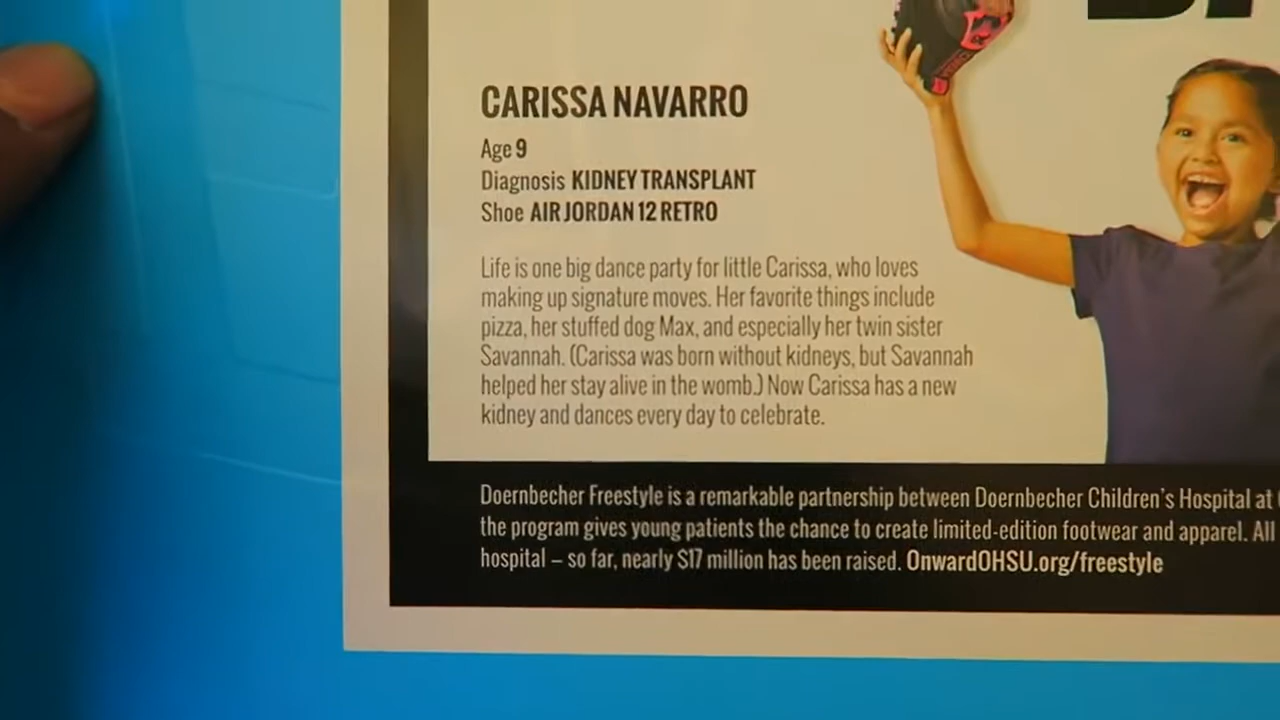 CARISSA NAVARRO
Age 9
Diagnosis KIDNEY TRANSPLANT
Shoe AIR JORDAN 12 RETRO
Life is one big dance party for little Carissa, who loves
making up signature moves. Her favorite things include
pizza, her stuffed dog Max, and especially her twin sister
Savannah. (Carissa was born without kidneys, but Savannah
helped her stay alive in the womb.) Now Carissa has a new
kidney and dances every day to celebrate.
Doernbecher Freestyle is a remarkable partnership between Doernbecher Children's Hospital at
the program gives young patients the chance to create limited-edition footwear and apparel. All
hospital – so far, nearly $17 million has been raised. OnwardOHSU.org/freestyle